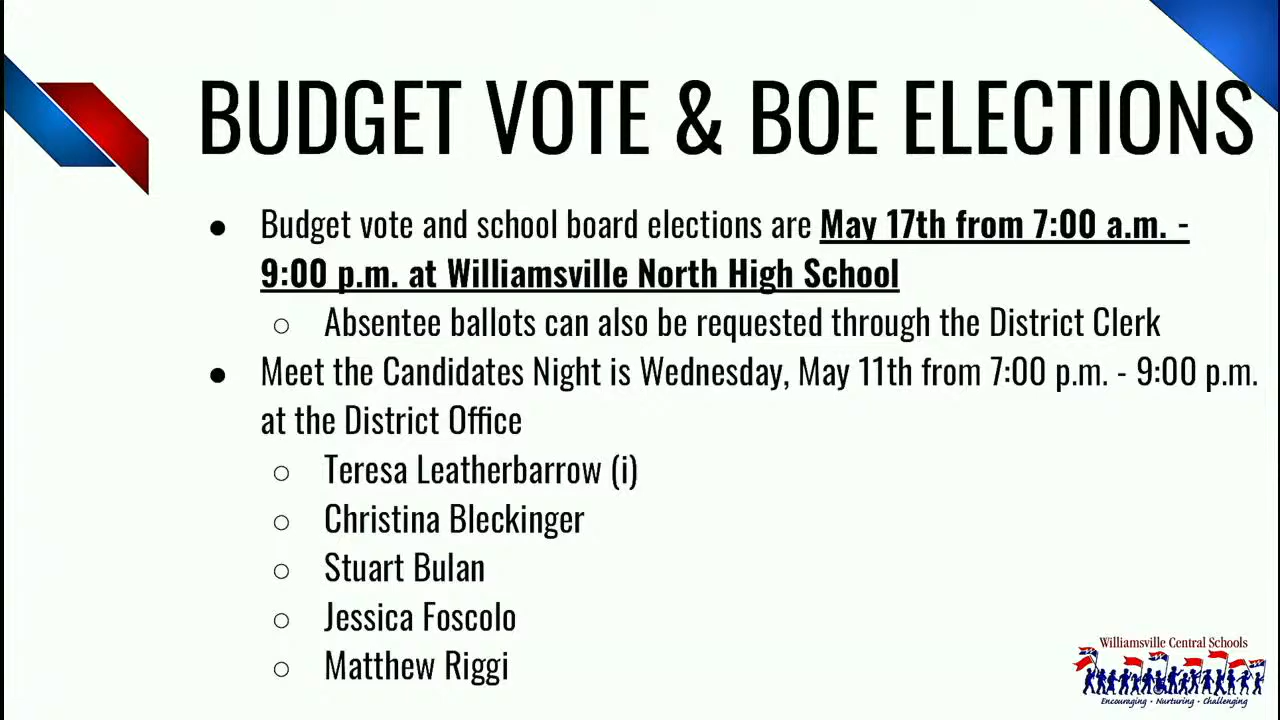 BUDGET VOTE & BOE ELECTIONS
● Budget vote and school board elections are May 17th from 7:00 a.m. -
9:00 p.m. at Williamsville North High School
○ Absentee ballots can also be requested through the District Clerk
● Meet the Candidates Night is Wednesday, May 11th from 7:00 p.m. - 9:00 p.m.
at the District Office
○ Teresa Leatherbarrow (i)
○ Christina Bleckinger
○ Stuart Bulan
○ Jessica Foscolo
○ Matthew Riggi
Williamsville Central Schools
Encouraging • Nurturing • Challenging